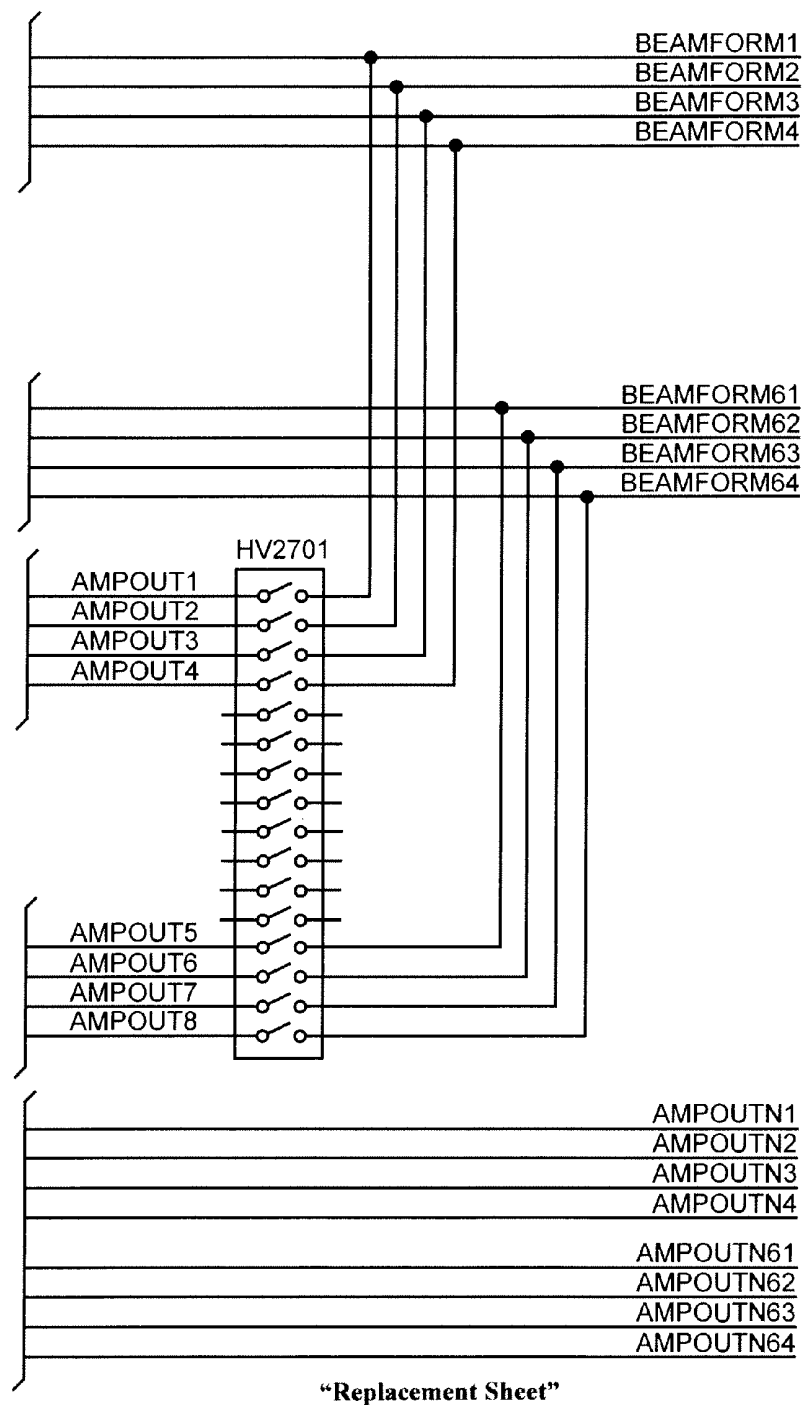 BEAMFORM1
BEAMFORM2
BEAMFORM3
BEAMFORM4
BEAMFORM61
BEAMFORM62
BEAMFORM63
BEAMFORM64
HV2701
AMPOUT1
AMPOUT2
AMPOUT3
AMPOUT4
AMPOUT5
AMPOUT6
AMPOUT7
AMPOUT8
AMPOUTN1
AMPOUTN2
AMPOUTN3
AMPOUTN4
AMPOUTN61
AMPOUTN62
AMPOUTN63
AMPOUTN64
“Replacement Sheet”